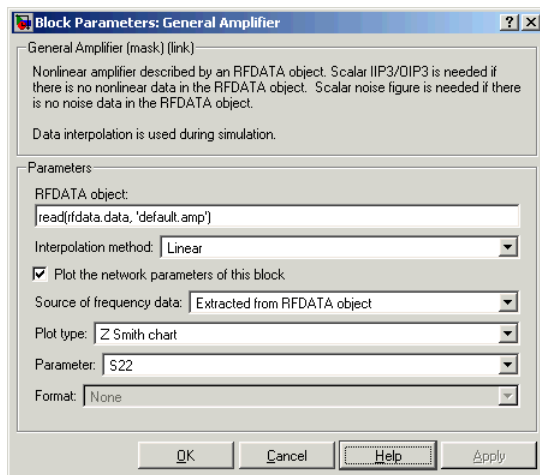 Block Parameters: General Amplifier
General Amplifier (mask) (link)
Nonlinear amplifier described by an RFDATA object. Scalar IIP3/OIP3 is needed if
there is no nonlinear data in the RFDATA object. Scalar noise figure is needed if there
is no noise data in the RFDATA object.
Data interpolation is used during simulation.
Parameters
RFDATA object:
read(rfdata.data, 'default.amp')
Interpolation method: Linear
Plot the network parameters of this block
Source of frequency data: Extracted from RFDATA object
Plot type: Z Smith chart
Parameter: S22
Format: None
OK Cancel Help Apply